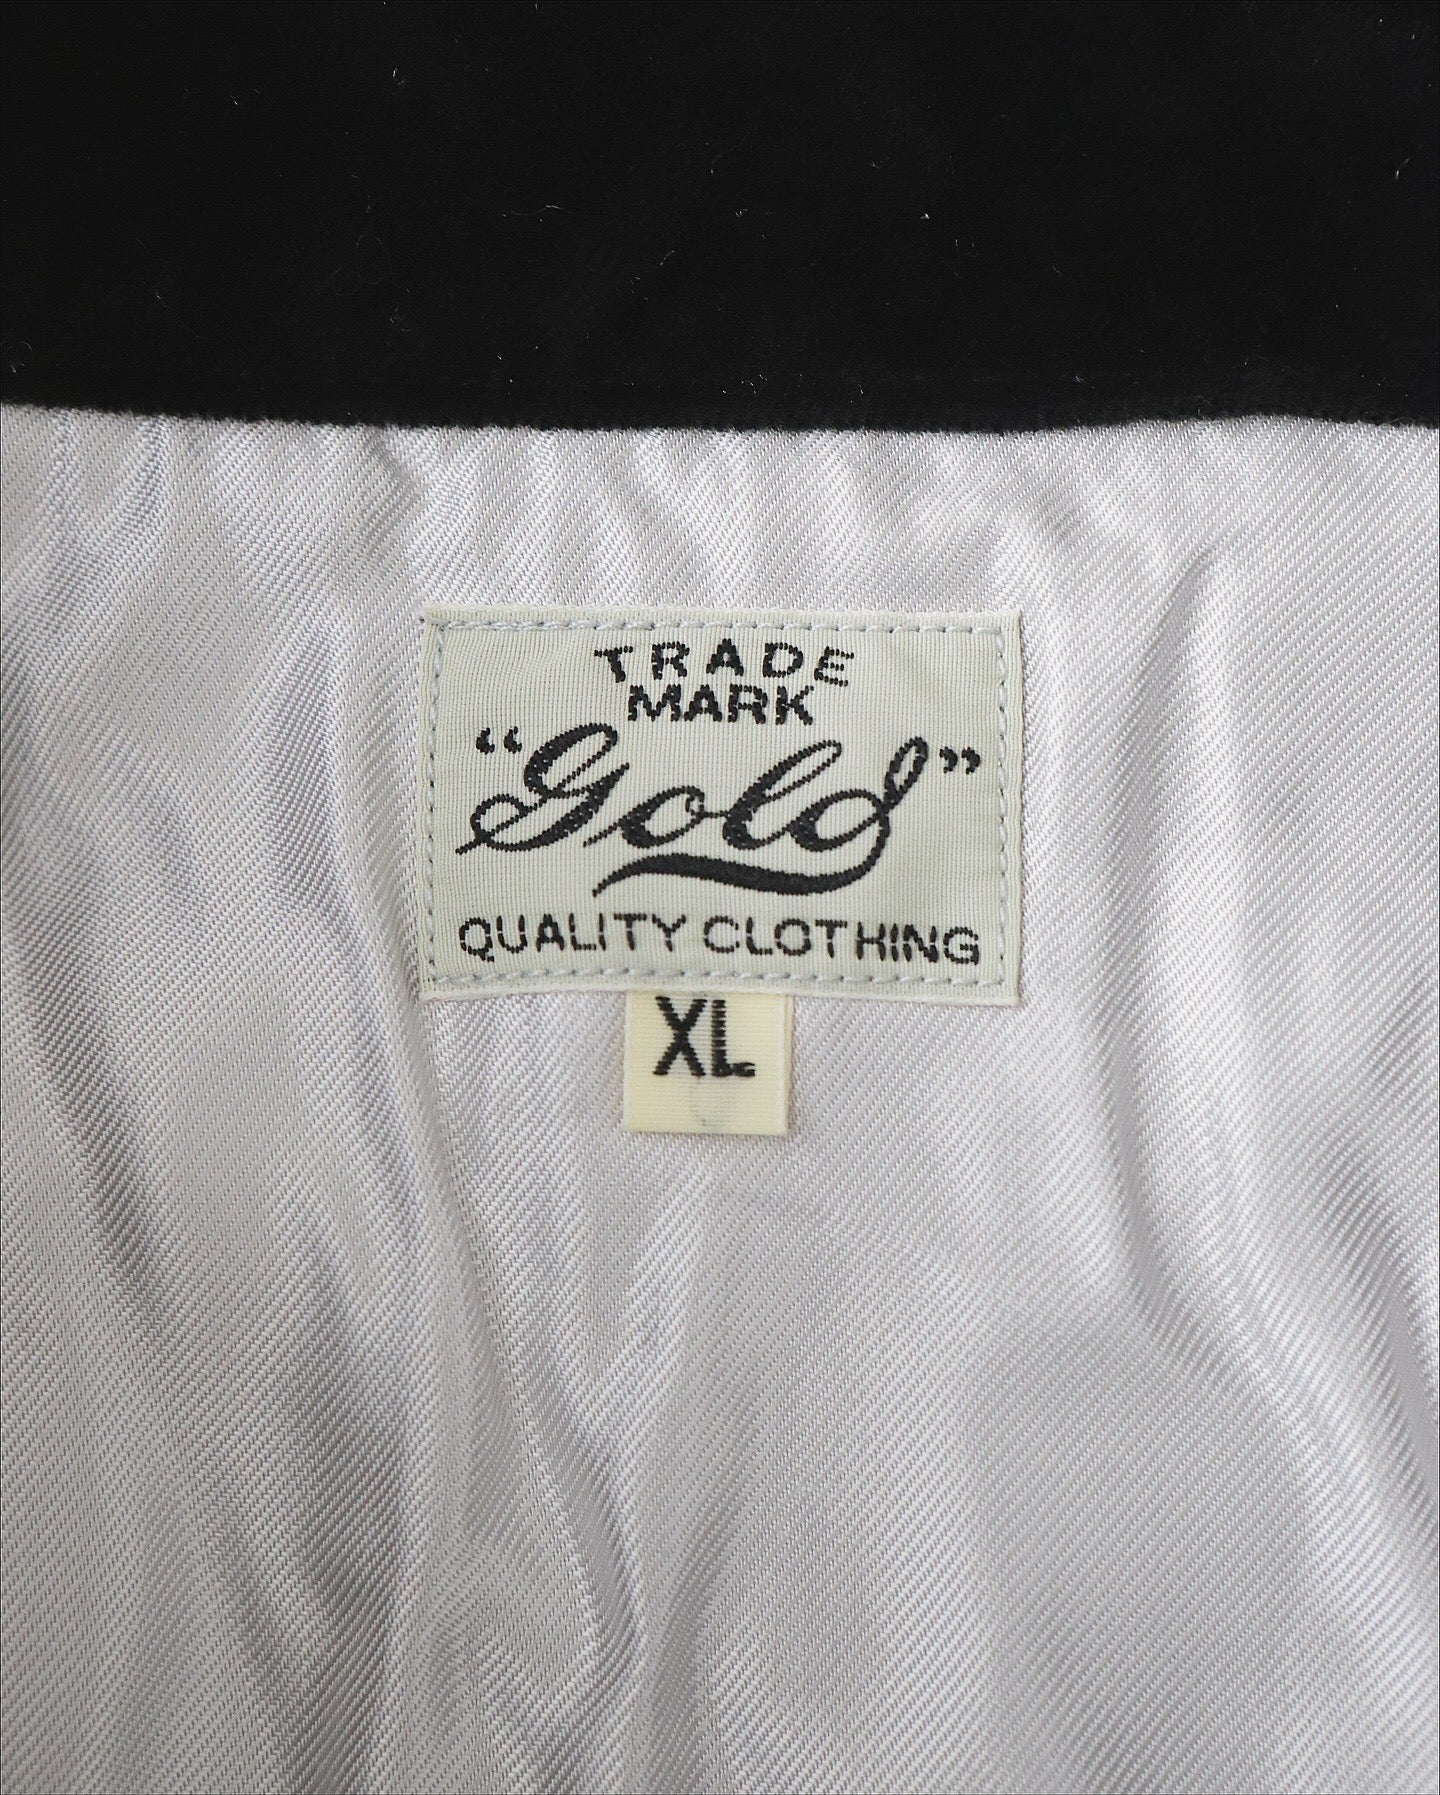 TRADE
MARK
“Gold”
QUALITY CLOTHING
XL